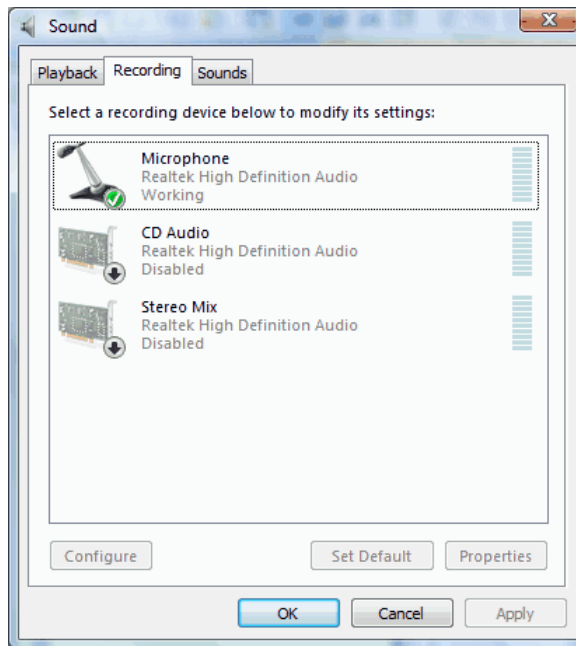 Sound
Playback Recording Sounds
Select a recording device below to modify its settings:
Microphone
Realtek High Definition Audio
Working
CD Audio
Realtek High Definition Audio
Disabled
Stereo Mix
Realtek High Definition Audio
Disabled
Configure Set Default Properties
OK Cancel Apply